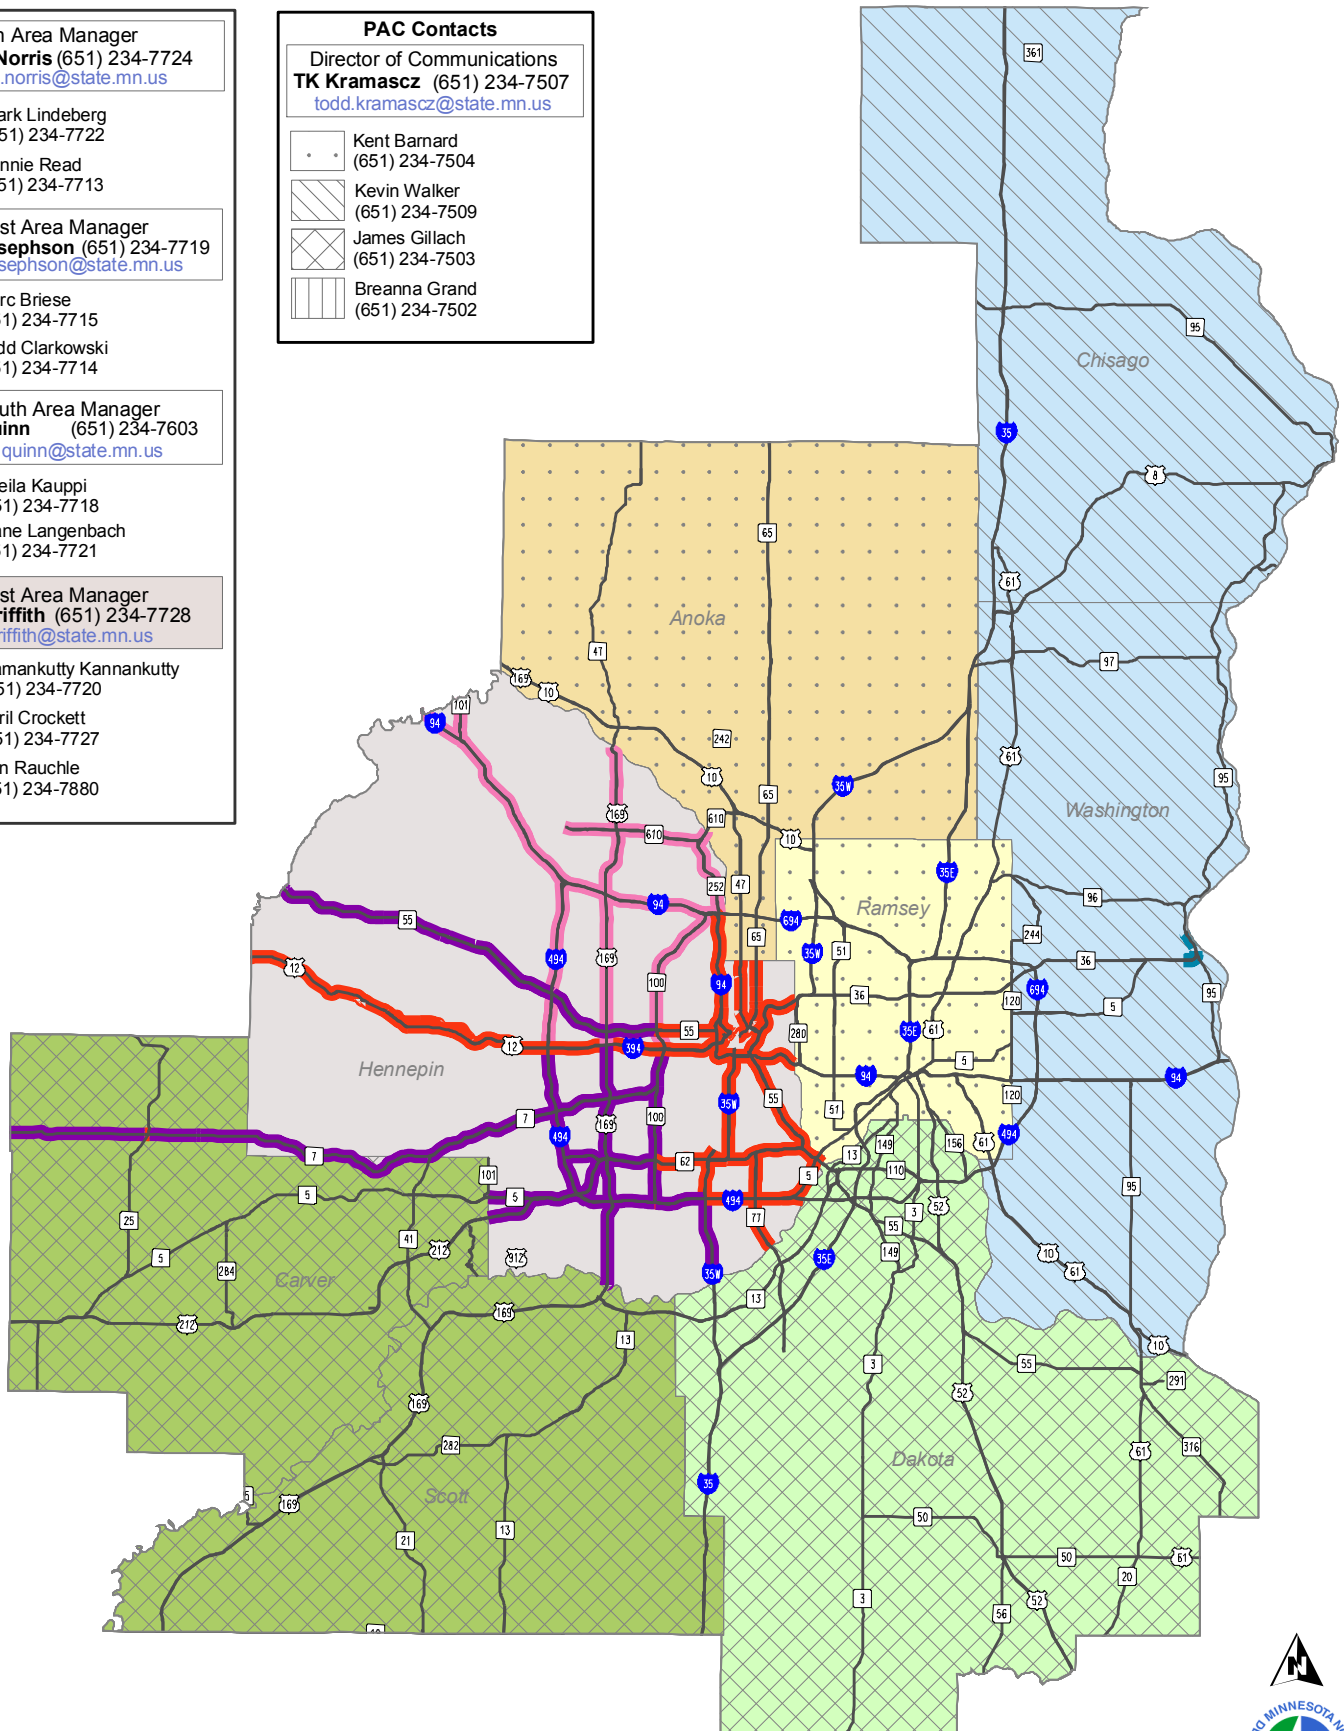 Area Manager
Norris (651) 234-7724
.norris@state.mn.us
ark Lindeberg
51) 234-7722
nnie Read
51) 234-7713
st Area Manager
sephson (651) 234-7719
sephson@state.mn.us
rc Briese
51) 234-7715
dd Clarkowski
51) 234-7714
uth Area Manager
uinn (651) 234-7603
quinn@state.mn.us
eila Kauppi
51) 234-7718
ane Langenbach
51) 234-7721
st Area Manager
riffith (651) 234-7728
riffith@state.mn.us
mankutty Kannankutty
51) 234-7720
ril Crockett
51) 234-7727
n Rauchle
51) 234-7880
PAC Contacts
Director of Communications
TK Kramascz (651) 234-7507
todd.kramascz@state.mn.us
Kent Barnard
(651) 234-7504
Kevin Walker
(651) 234-7509
James Gillach
(651) 234-7503
Breanna Grand
(651) 234-7502
361
95
Chisago
35
8
65
61
Anoka
47
97
169
10
101
94
242
61
10
95
35W
65
Washington
169
610
610
10
35E
252
47
96
94
Ramsey
55
694
244
65
51
35W
494
169
36
12
100
94
36
694
95
120
5
280
35E
61
55
12
394
5
Hennepin
94
94
120
35W
55
51
7
100
169
494
494
149
156
61
7
62
13
110
101
5
5
5
494
95
52
3
25
77
55
41
212
10
149
5
912
35E
284
61
35W
Carver
13
169
212
13
10
3
55
291
52
169
282
316
61
Dakota
35
Scott
169
50
13
21
50
61
20
3
52
56
N
MINNESOTA